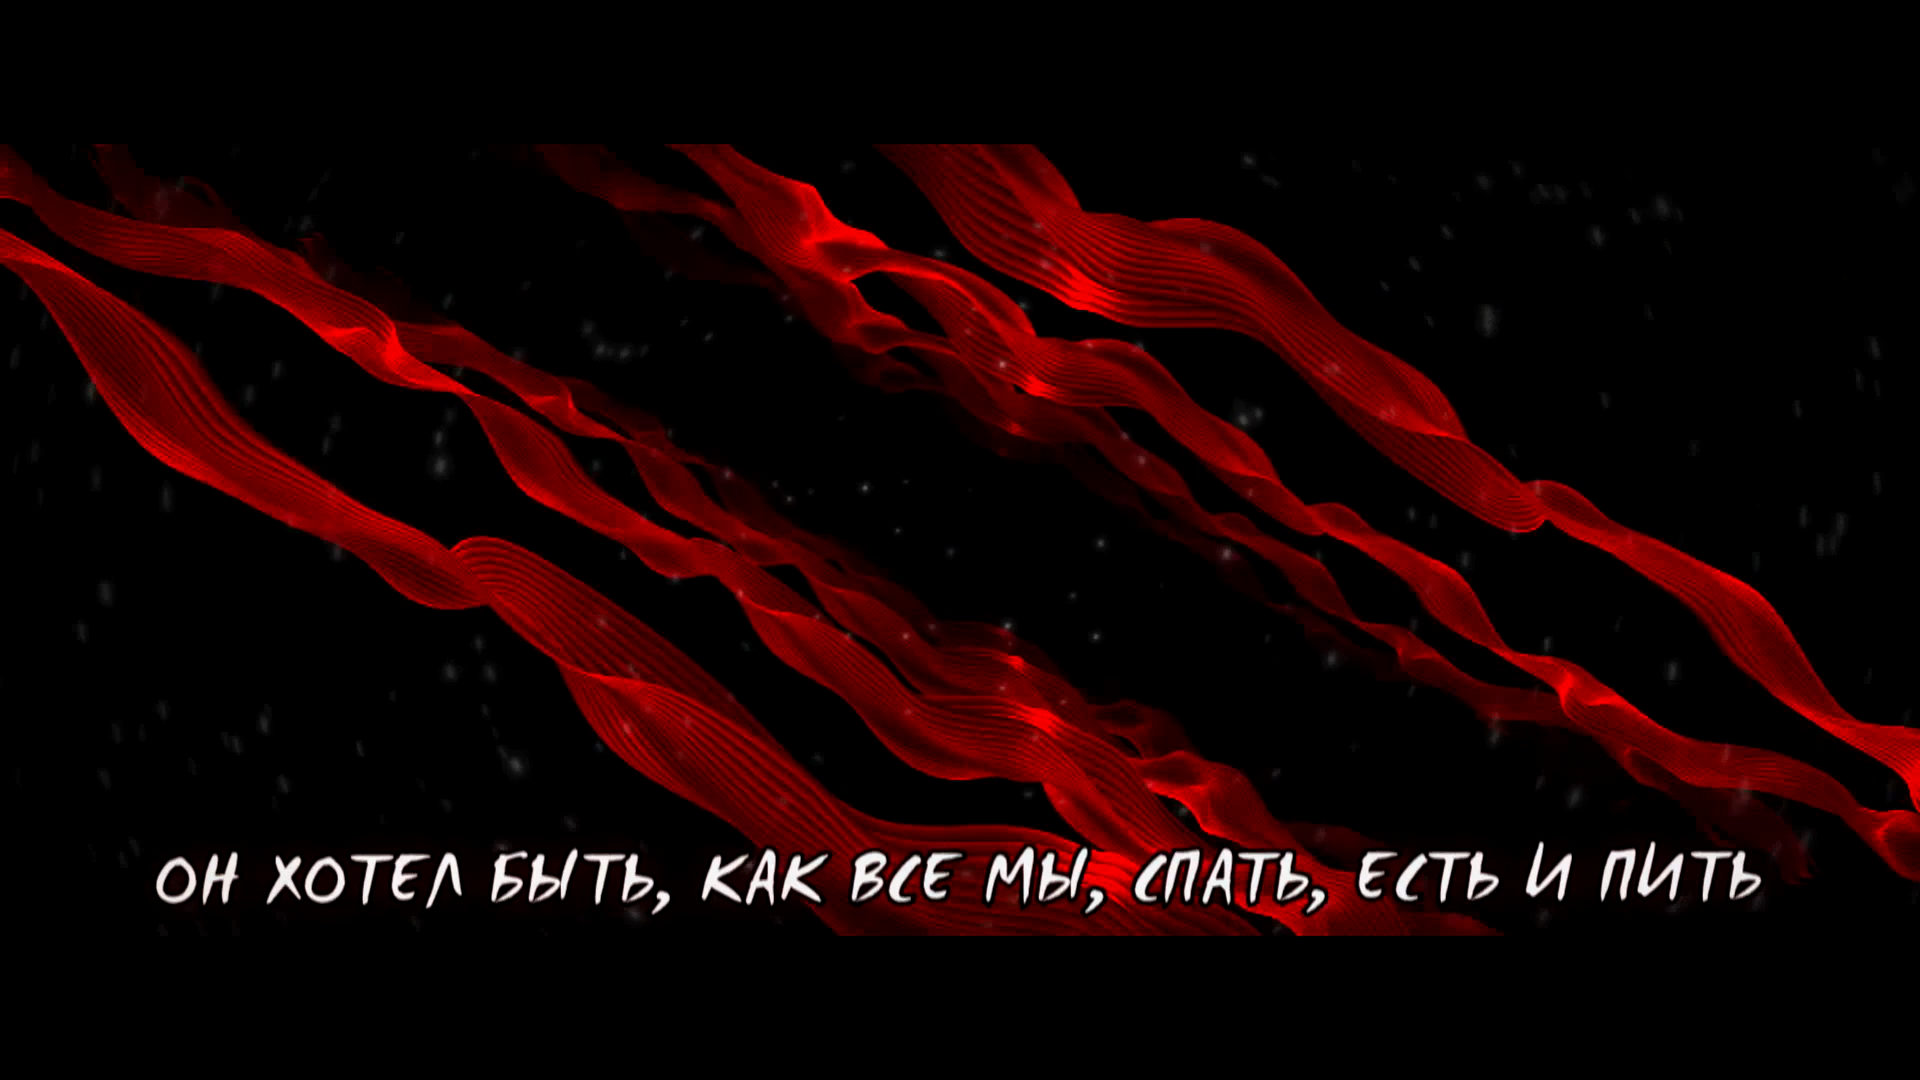 ОН ХОТЕЛ БЫТЬ, КАК ВСЕ МЫ, СПАТЬ, ЕСТЬ И ПИТЬ